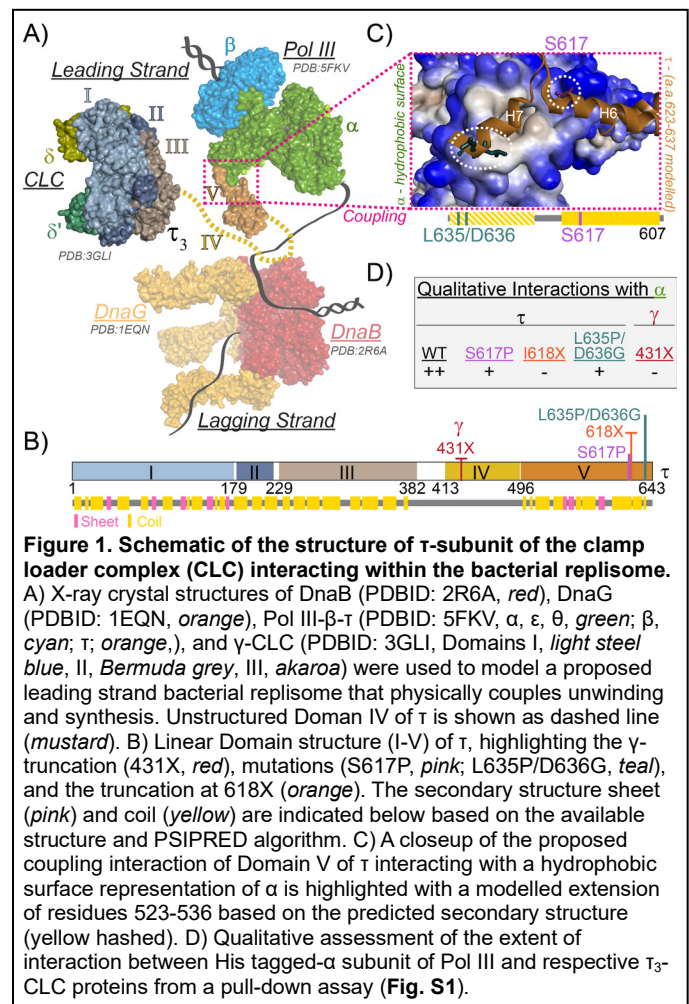 A)
Leading Strand
I
II
III
δ
CLC
δ'
PDB:3GLI
τ3
β
Pol III
PDB:5FKV
α
V
IV
Coupling
DnaG
PDB:1EQN
DnaB
PDB:2R6A
Lagging Strand
C)
S617
α - hydrophobic surface
H7
H6
τ - (a.a.623-637 modelled)
L635/D636
S617
607
D)
Qualitative Interactions with α
τ
γ
WT
S617P
I618X
L635P/
D636G
431X
++
+
-
+
-
B)
γ
431X
L635P/D636G
618X
S617P
I
II
III
IV
V
τ
1
179
229
382
413
496
643
Sheet
Coil
Figure 1. Schematic of the structure of τ-subunit of the clamp
loader complex (CLC) interacting within the bacterial replisome.
A) X-ray crystal structures of DnaB (PDBID: 2R6A, red), DnaG
(PDBID: 1EQN, orange), Pol III-β-τ (PDBID: 5FKV, α, ε, θ, green; β,
cyan; τ; orange,), and γ-CLC (PDBID: 3GLI, Domains I, light steel
blue, II, Bermuda grey, III, akaroa) were used to model a proposed
leading strand bacterial replisome that physically couples unwinding
and synthesis. Unstructured Doman IV of τ is shown as dashed line
(mustard). B) Linear Domain structure (I-V) of τ, highlighting the γ-
truncation (431X, red), mutations (S617P, pink; L635P/D636G, teal),
and the truncation at 618X (orange). The secondary structure sheet
(pink) and coil (yellow) are indicated below based on the available
structure and PSIPRED algorithm. C) A closeup of the proposed
coupling interaction of Domain V of τ interacting with a hydrophobic
surface representation of α is highlighted with a modelled extension
of residues 523-536 based on the predicted secondary structure
(yellow hashed). D) Qualitative assessment of the extent of
interaction between His tagged-α subunit of Pol III and respective τ3-
CLC proteins from a pull-down assay (Fig. S1).